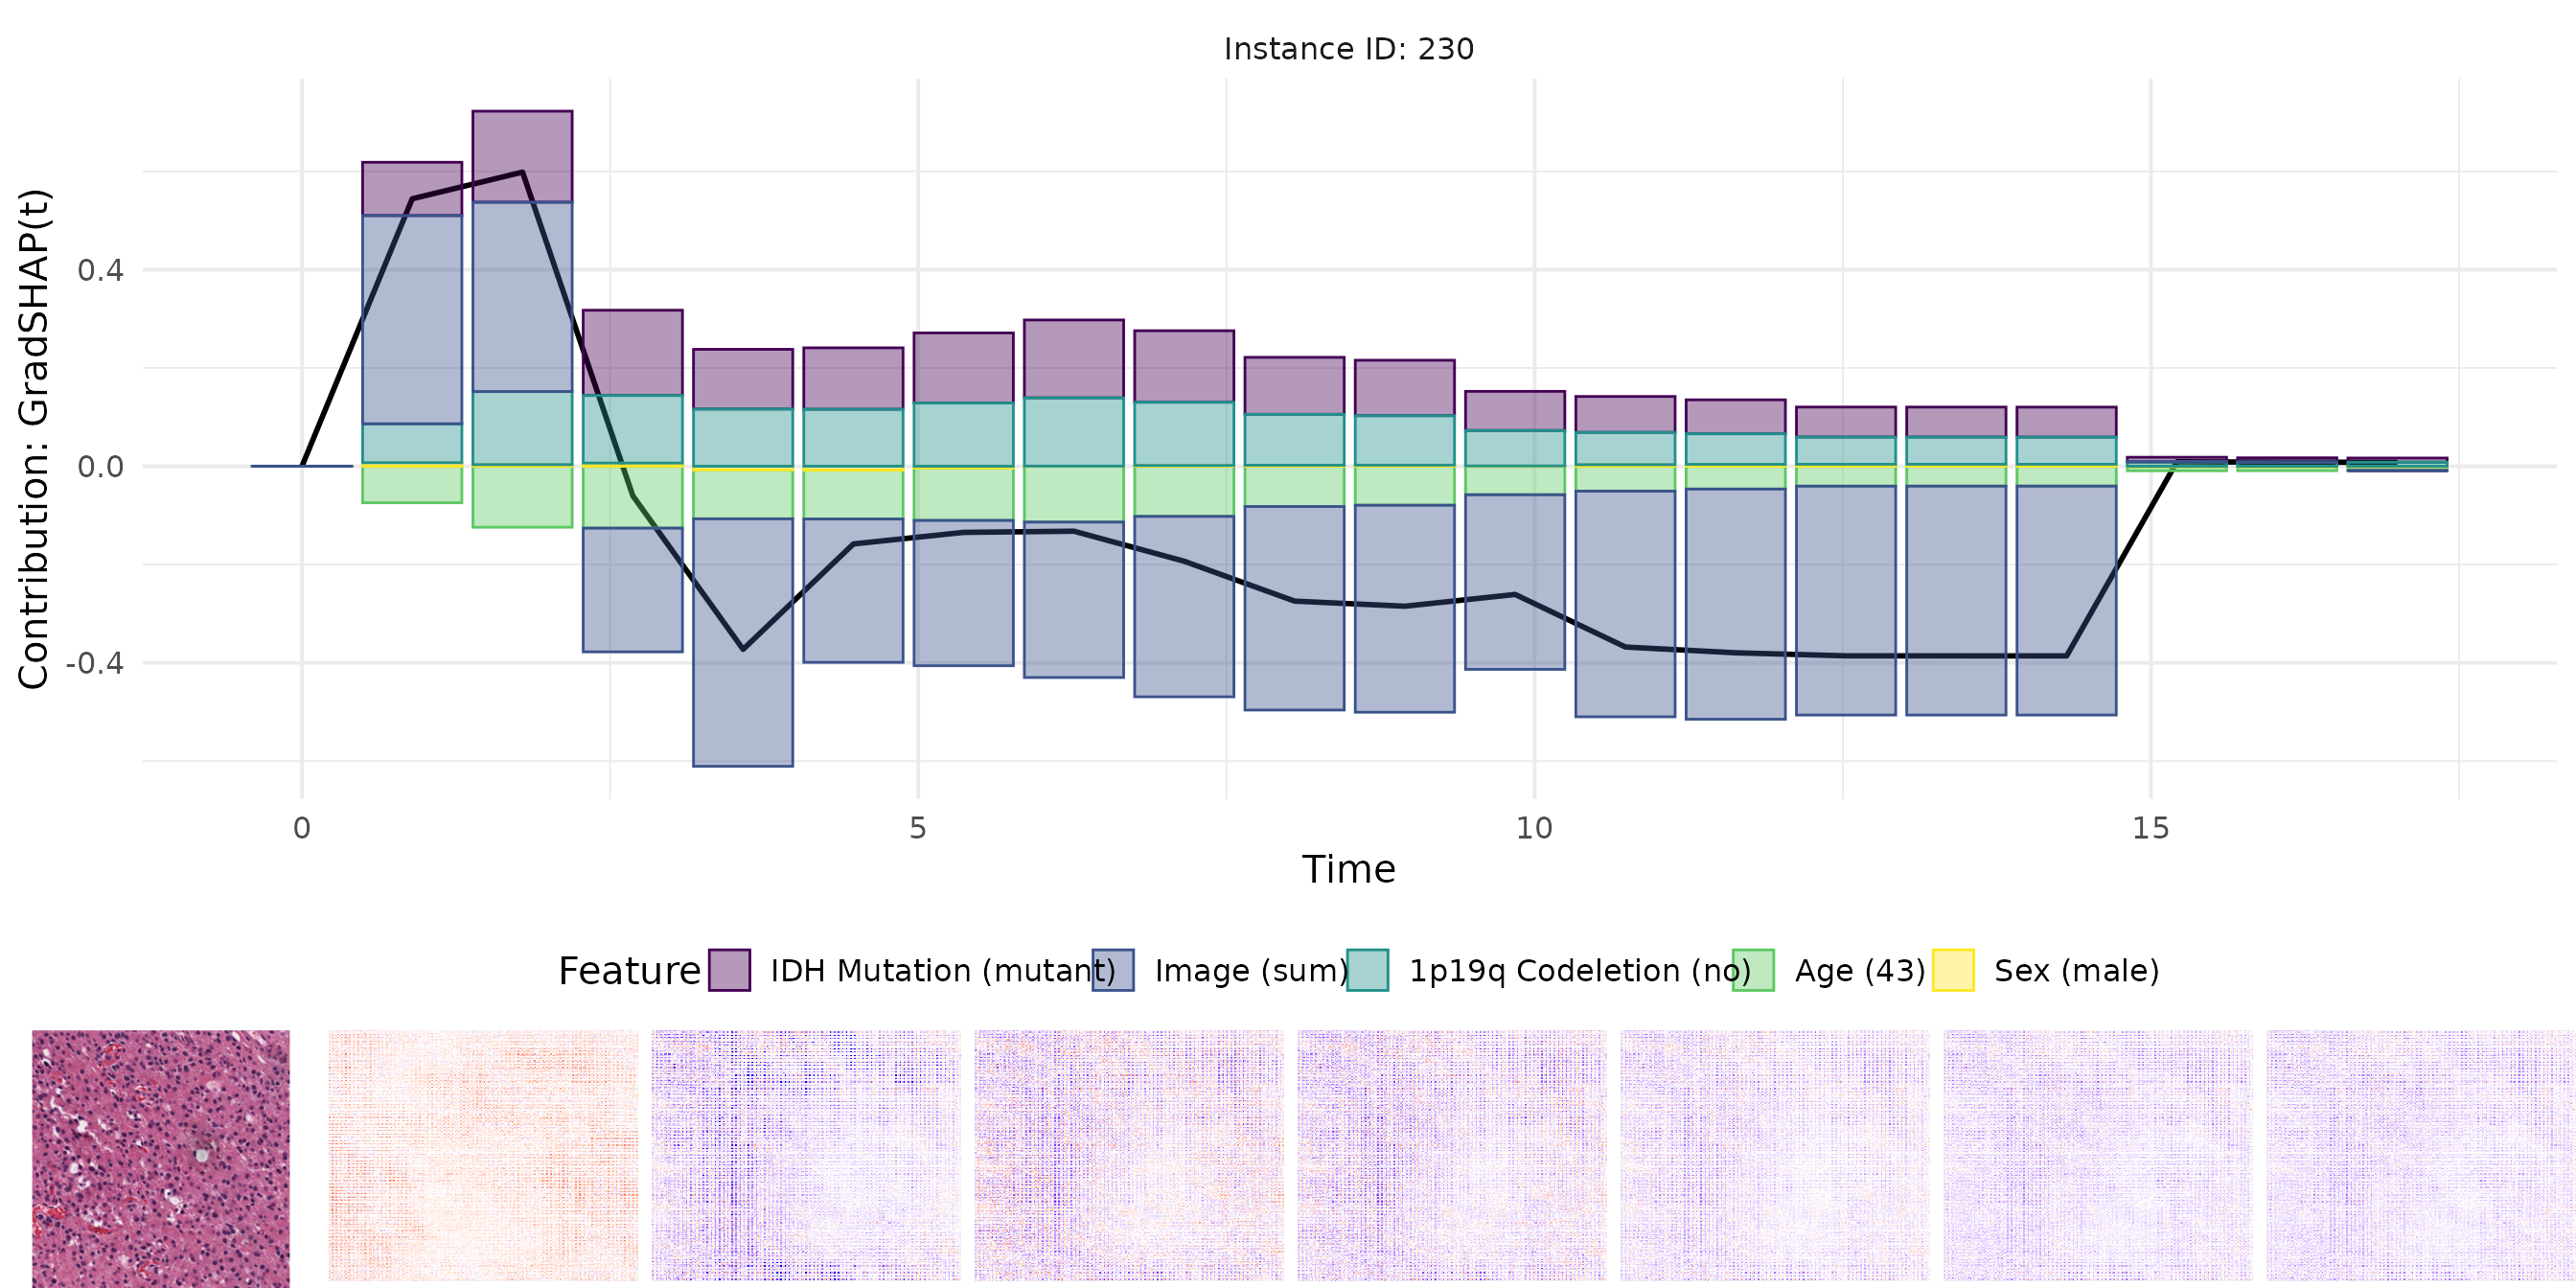 Instance ID: 230
Contribution: GradSHAP(t)
0.4
0.0
-0.4
0
5
10
15
Time
Feature
IDH Mutation (mutant)
Image (sum)
1p19q Codeletion (no)
Age (43)
Sex (male)